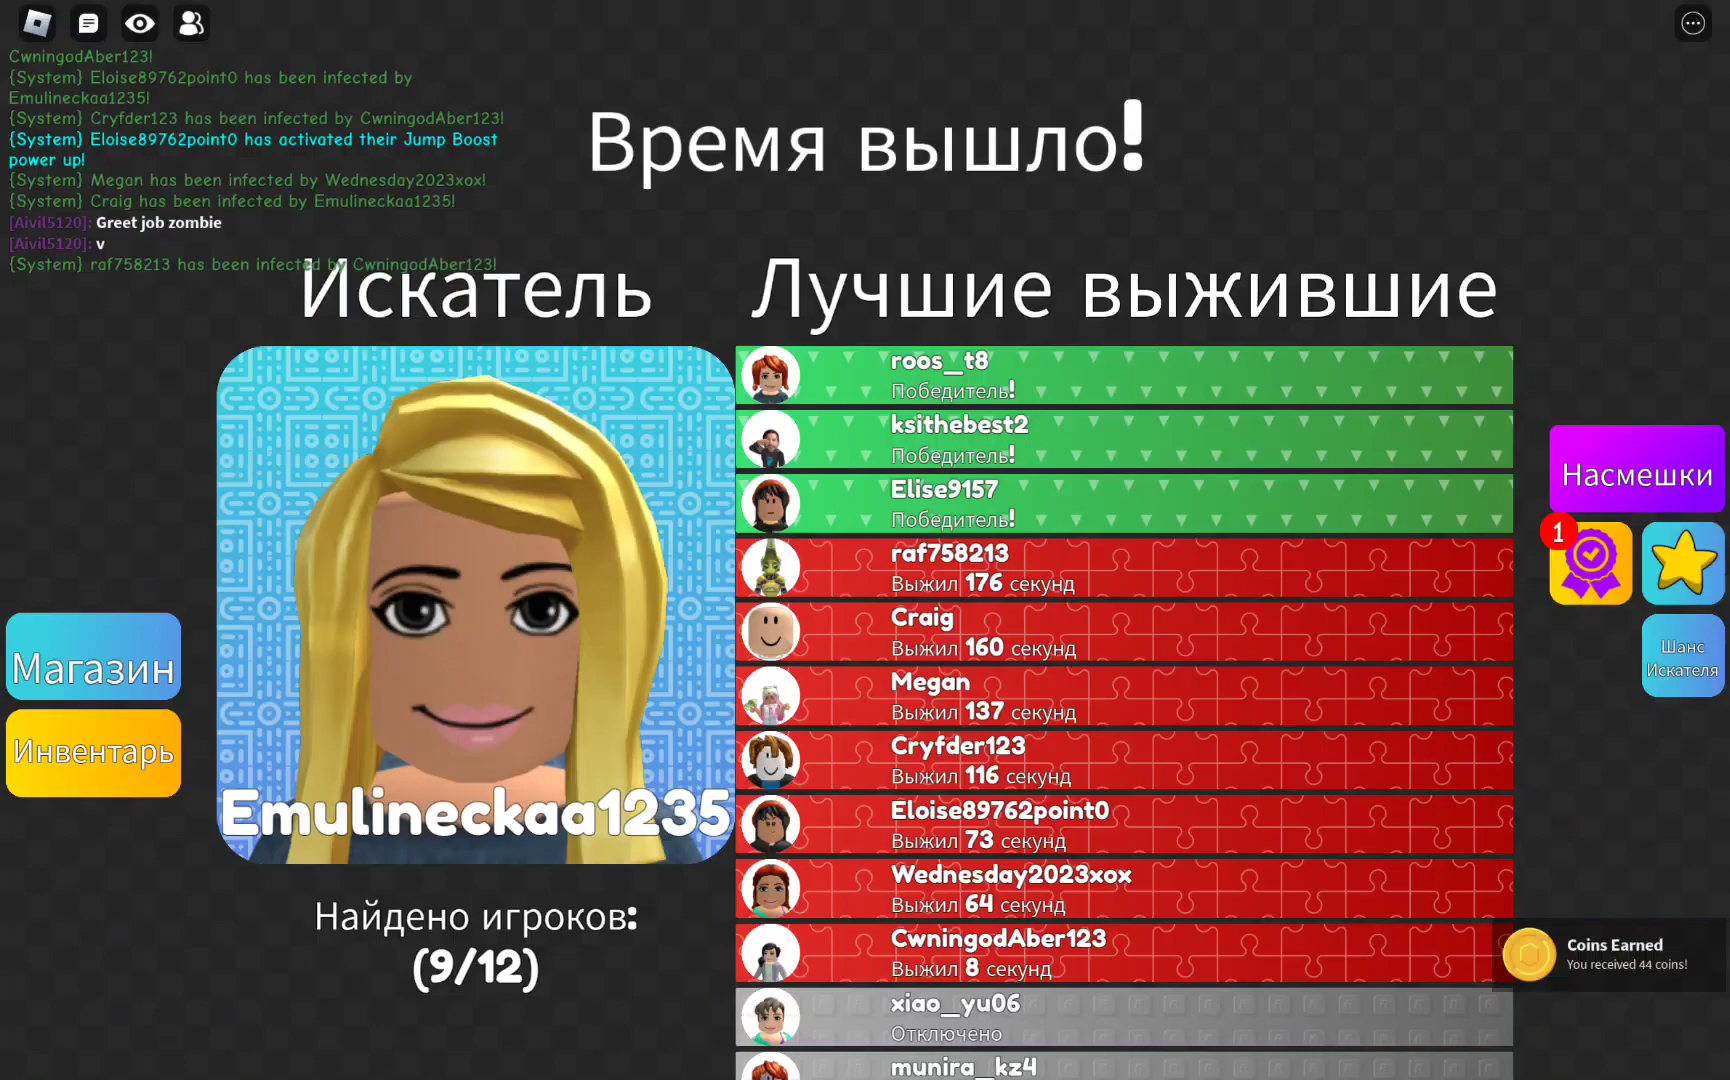 CwningodAber123!
{System} Eloise89762point0 has been infected by
Emulineckaa1235!
{System} Cryfder123 has been infected by CwningodAber123!
{System} Eloise89762point0 has activated their Jump Boost
power up!
{System} Megan has been infected by Wednesday2023xox!
{System} Craig has been infected by Emulineckaa1235!
[Aivil5120]: Greet job zombie
[Aivil5120]: v
{System} raf758213 has been infected by CwningodAber123!
Время вышло!
Искатель
Emulineckaa1235
Найдено игроков:
(9/12)
Лучшие выжившие
roos_t8
Победитель!
ksithebest2
Победитель!
Elise9157
Победитель!
raf758213
Выжил 176 секунд
Craig
Выжил 160 секунд
Megan
Выжил 137 секунд
Cryfder123
Выжил 116 секунд
Eloise89762point0
Выжил 73 секунд
Wednesday2023xox
Выжил 64 секунд
CwningodAber123
Выжил 8 секунд
xiao_yu06
Отключено
munira_kz4
Магазин
Инвентарь
Насмешки
1
Шанс
Искателя
Coins Earned
You received 44 coins!